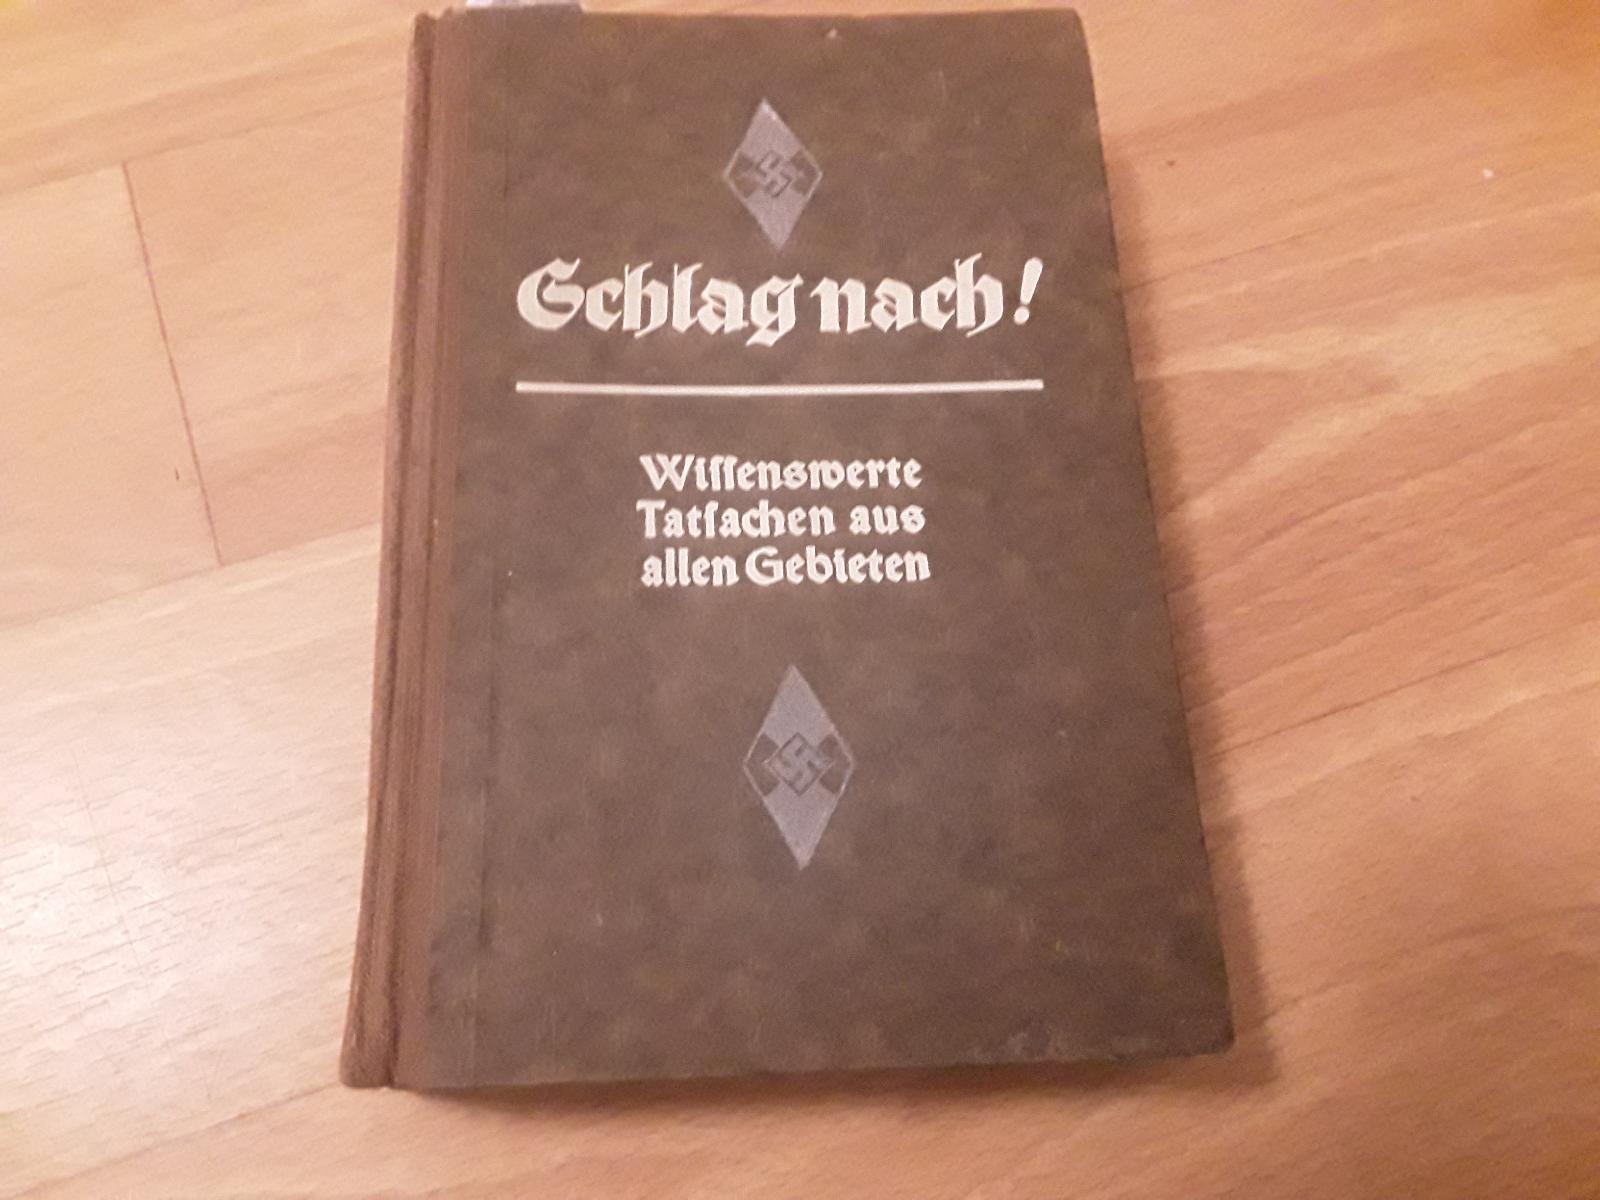 Schlag nach!
Wiſſenswerte
Tatſachen aus
allen Gebieten